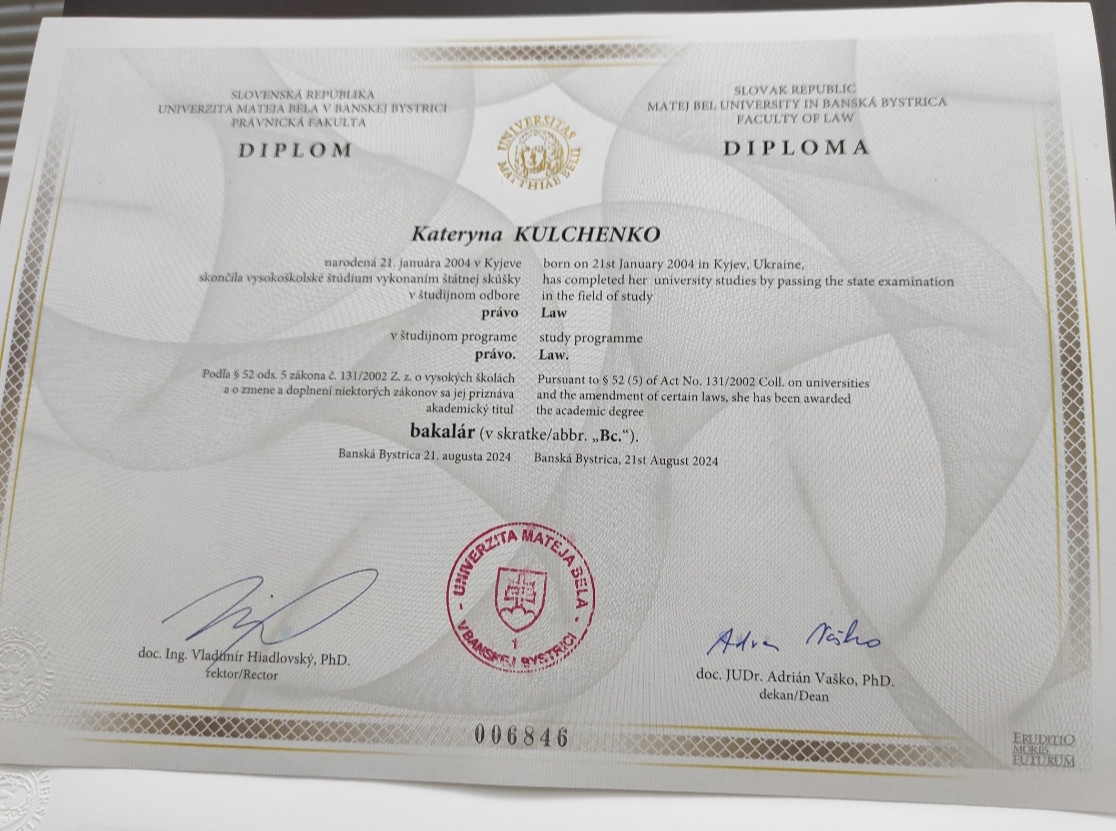 SLOVENSKÁ REPUBLIKA
UNIVERZITA MATEJA BELA V BANSKEJ BYSTRICI
PRÁVNICKÁ FAKULTA
DIPLOM
SLOVAK REPUBLIC
MATEJ BEL UNIVERSITY IN BANSKÁ BYSTRICA
FACULTY OF LAW
DIPLOMA
UNIVERSITAS
MATTHIAE BELII
Kateryna KULCHENKO
narodená 21. januára 2004 v Kyjeve
skončila vysokoškolské štúdium vykonaním štátnej skúšky
v študijnom odbore
právo
v študijnom programe
právo.
Podľa § 52 ods. 5 zákona č. 131/2002 Z. z. o vysokých školách
a o zmene a doplnení niektorých zákonov sa jej priznáva
akademický titul
born on 21st January 2004 in Kyjev, Ukraine,
has completed her university studies by passing the state examination
in the field of study
Law
study programme
Law.
Pursuant to § 52 (5) of Act No. 131/2002 Coll. on universities
and the amendment of certain laws, she has been awarded
the academic degree
bakalár (v skratke/abbr. „Bc.“).
Banská Bystrica 21. augusta 2024
Banská Bystrica, 21st August 2024
- UNIVERZITA MATEJA BELA -
V BANSKEJ BYSTRICI
1
doc. Ing. Vladimír Hiadlovský, PhD.
rektor/Rector
Adrián Vaško
doc. JUDr. Adrián Vaško, PhD.
dekan/Dean
006846
ERUDITIO
MORES
FUTURUM